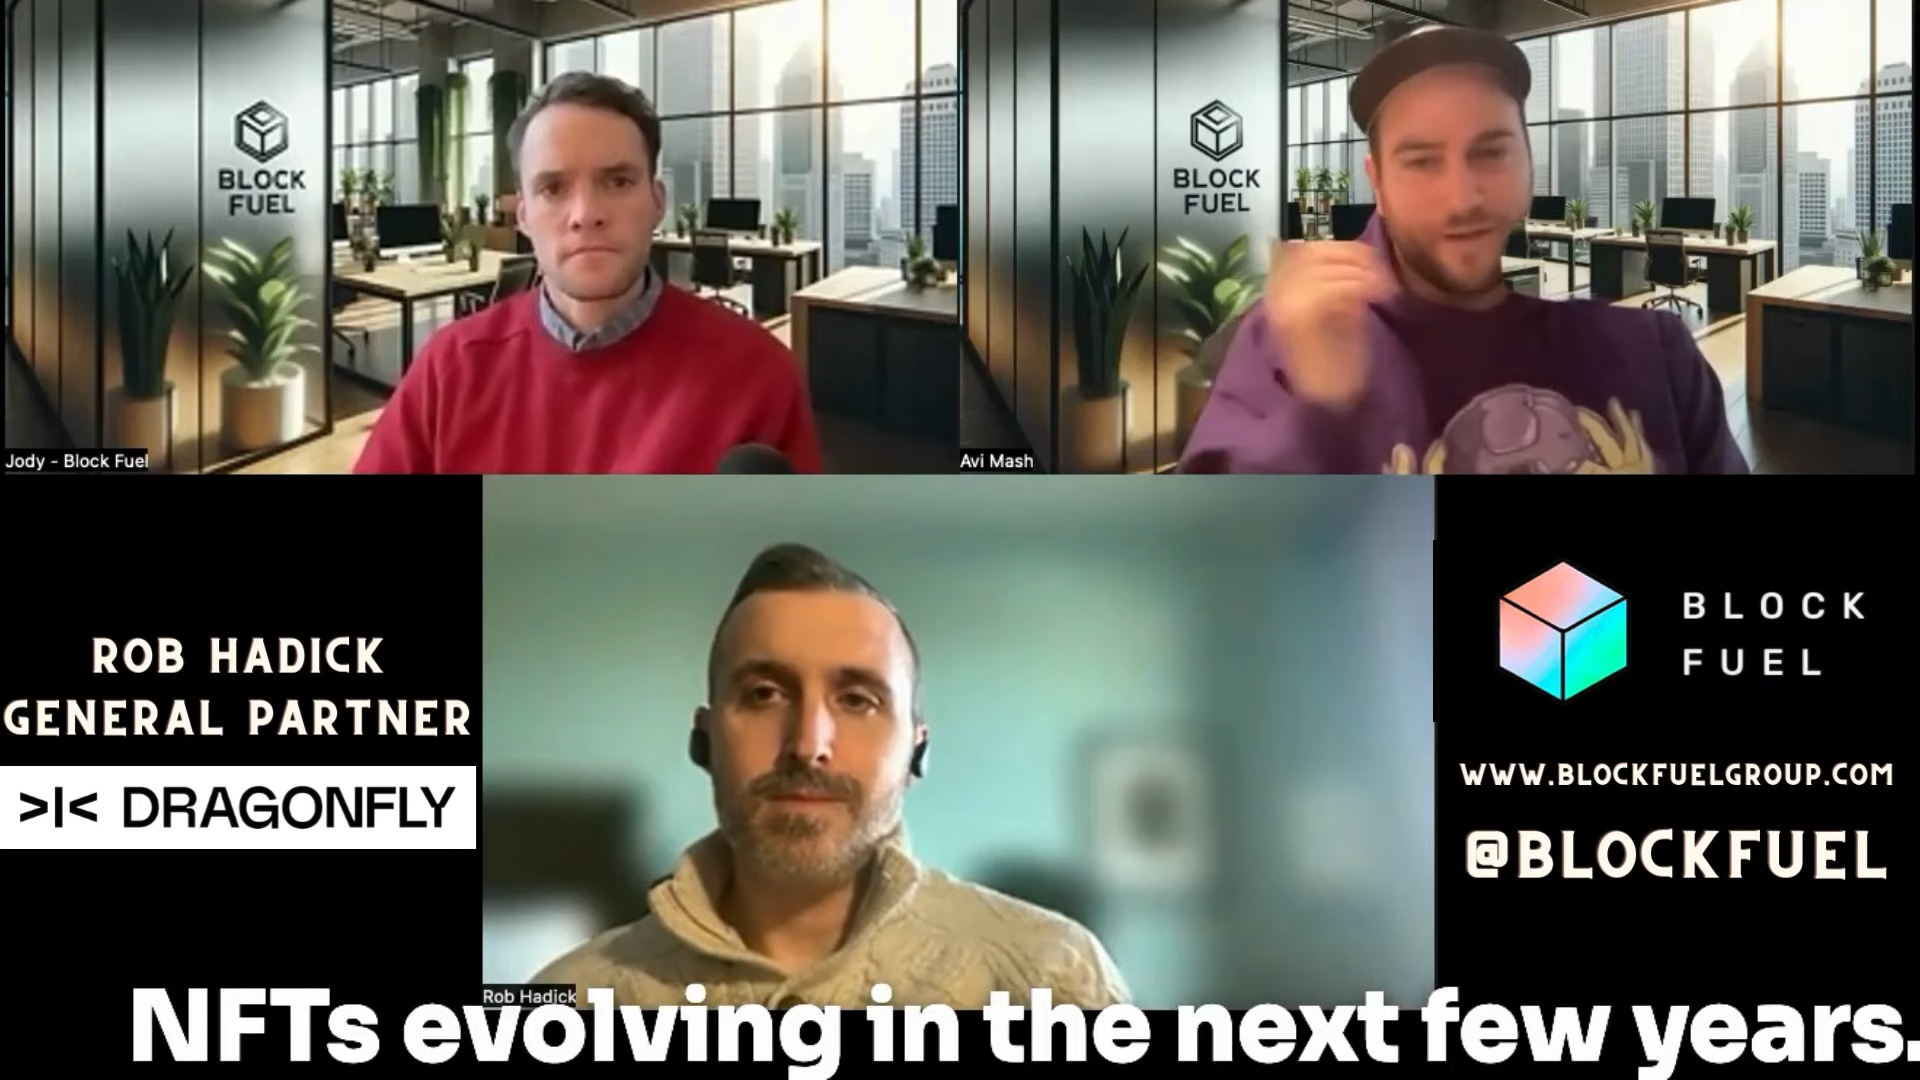 BLOCK
FUEL
Jody - Block Fuel
BLOCK
FUEL
Avi Mash
ROB HADICK
GENERAL PARTNER
>|< DRAGONFLY
Rob Hadick
BLOCK
FUEL
WWW.BLOCKFUELGROUP.COM
@BLOCKFUEL
NFTs evolving in the next few years.